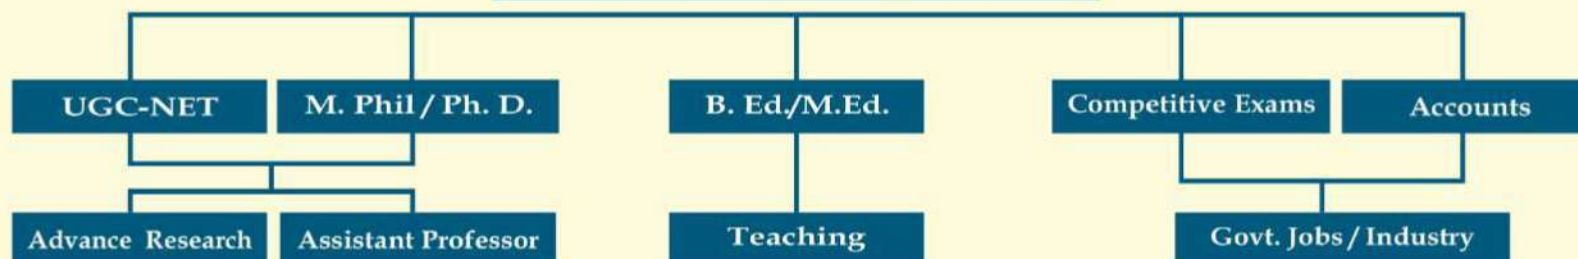 UGC-NET
M. Phil / Ph. D.
B. Ed./M.Ed.
Competitive Exams
Accounts
Advance Research
Assistant Professor
Teaching
Govt. Jobs / Industry